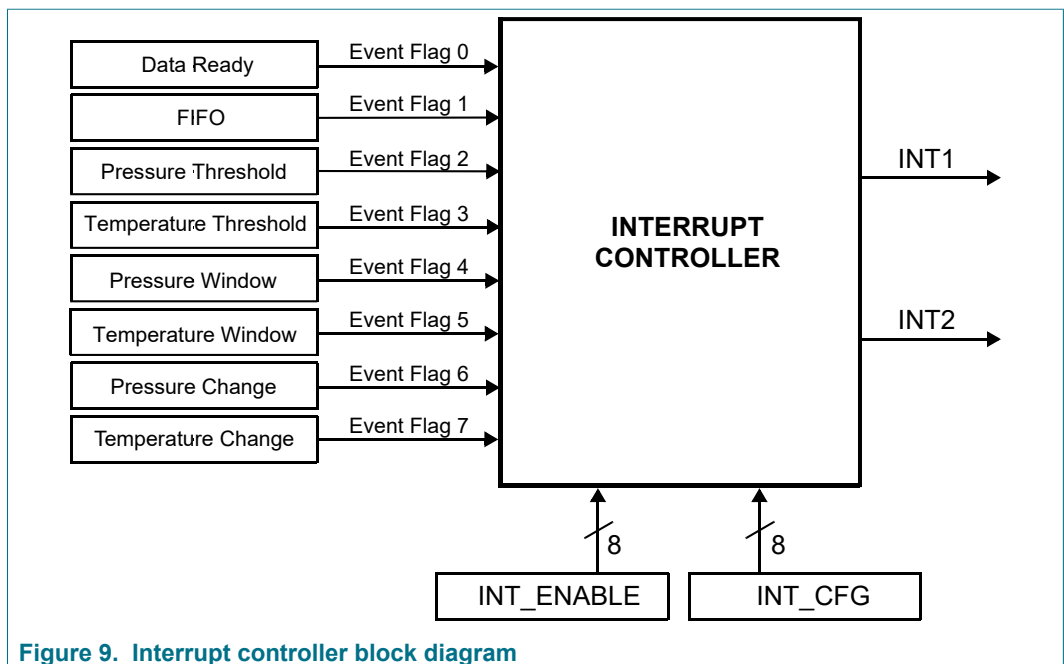 Data Ready
Event Flag 0
FIFO
Event Flag 1
Pressure Threshold
Event Flag 2
Temperature Threshold
Event Flag 3
Pressure Window
Event Flag 4
Temperature Window
Event Flag 5
Pressure Change
Event Flag 6
Temperature Change
Event Flag 7
INTERRUPT
CONTROLLER
INT1
INT2
8
8
INT_ENABLE
INT_CFG
Figure 9. Interrupt controller block diagram